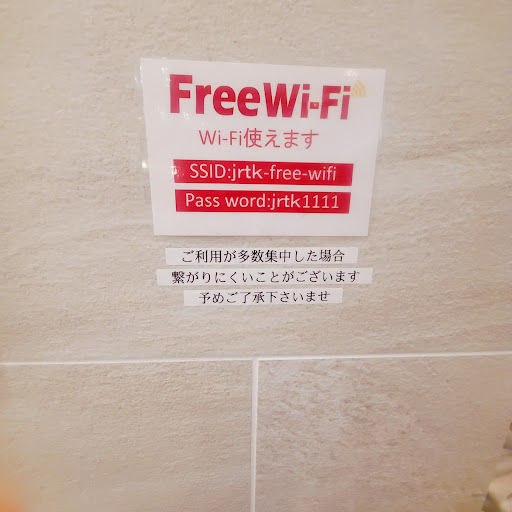 FreeWi-Fi
Wi-Fi使えます
SSID:jrtk-free-wifi
Pass word:jrtk1111
ご利用が多数集中した場合
繋がりにくいことがございます
予めご了承下さいませ